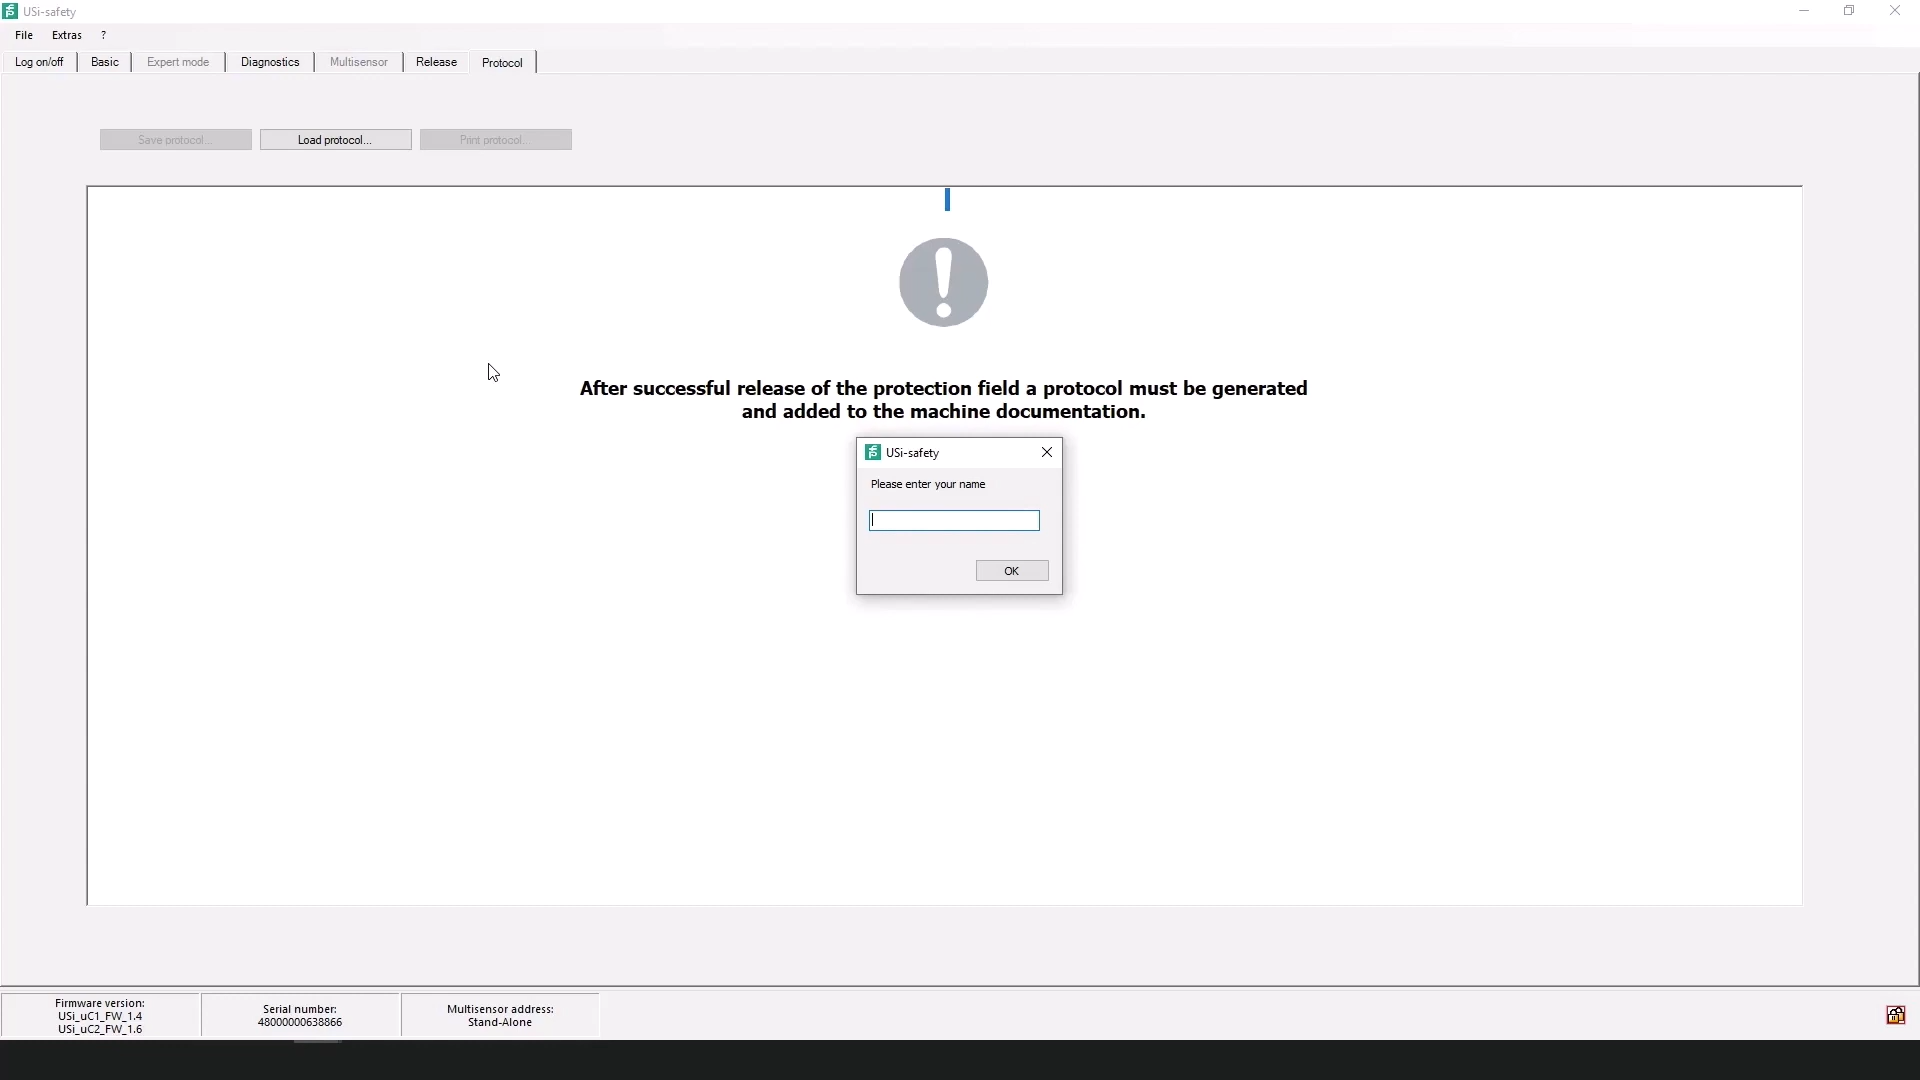 USi-safety
File Extras ?
Log on/off Basic Expert mode Diagnostics Multisensor Release Protocol
Save protocol... Load protocol... Print protocol...
After successful release of the protection field a protocol must be generated
and added to the machine documentation.
USi-safety
Please enter your name
OK
Firmware version:
USi_uC1_FW_1.4
USi_uC2_FW_1.6
Serial number:
48000000638866
Multisensor address:
Stand-Alone